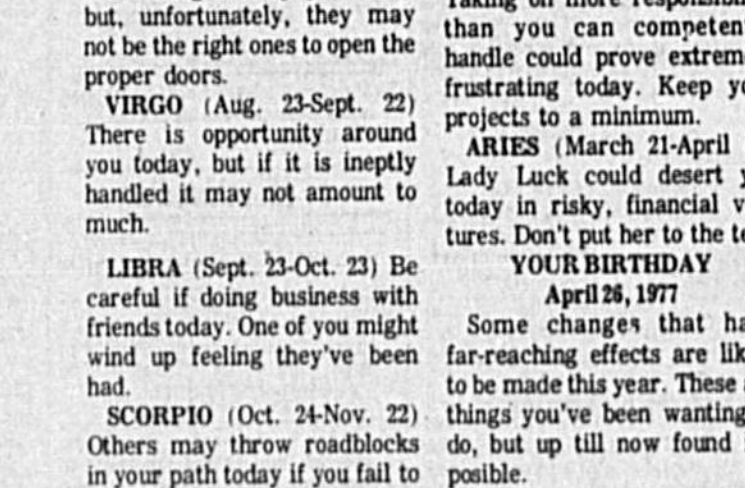 but, unfortunately, they may
not be the right ones to open the
proper doors.
VIRGO (Aug. 23-Sept. 22)
There is opportunity around
you today, but if it is ineptly
handled it may not amount to
much.
LIBRA (Sept. 23-Oct. 23) Be
careful if doing business with
friends today. One of you might
wind up feeling they've been
had.
SCORPIO (Oct. 24-Nov. 22)
Others may throw roadblocks
in your path today if you fail to
Taking on more
than you can
handle could prove
frustrating today. Keep
projects to a minimum.
ARIES (March 21-April
Lady Luck could desert
today in risky, financial
tures. Don't put her to the
YOUR BIRTHDAY
April 26, 1977
Some changes that
far-reaching effects are
to be made this year. These
things you've been wanting
do, but up till now found
posible.